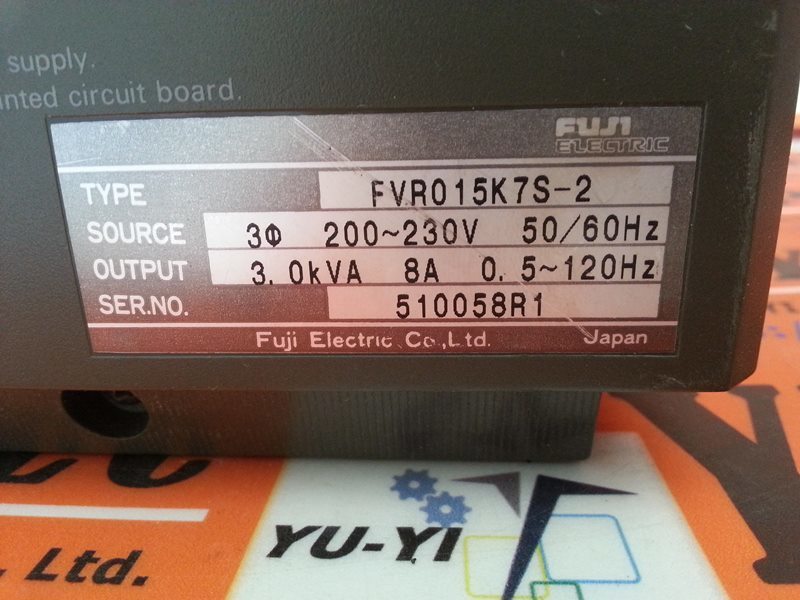 supply.
circuit board.
FUJI
ELECTRIC
TYPE FVR015K7S-2
SOURCE 3Φ 200~230V 50/60Hz
OUTPUT 3.0kVA 8A 0.5~120Hz
SER.NO. 510058R1
Fuji Electric Co.,Ltd. Japan
YU-YI
Ltd.